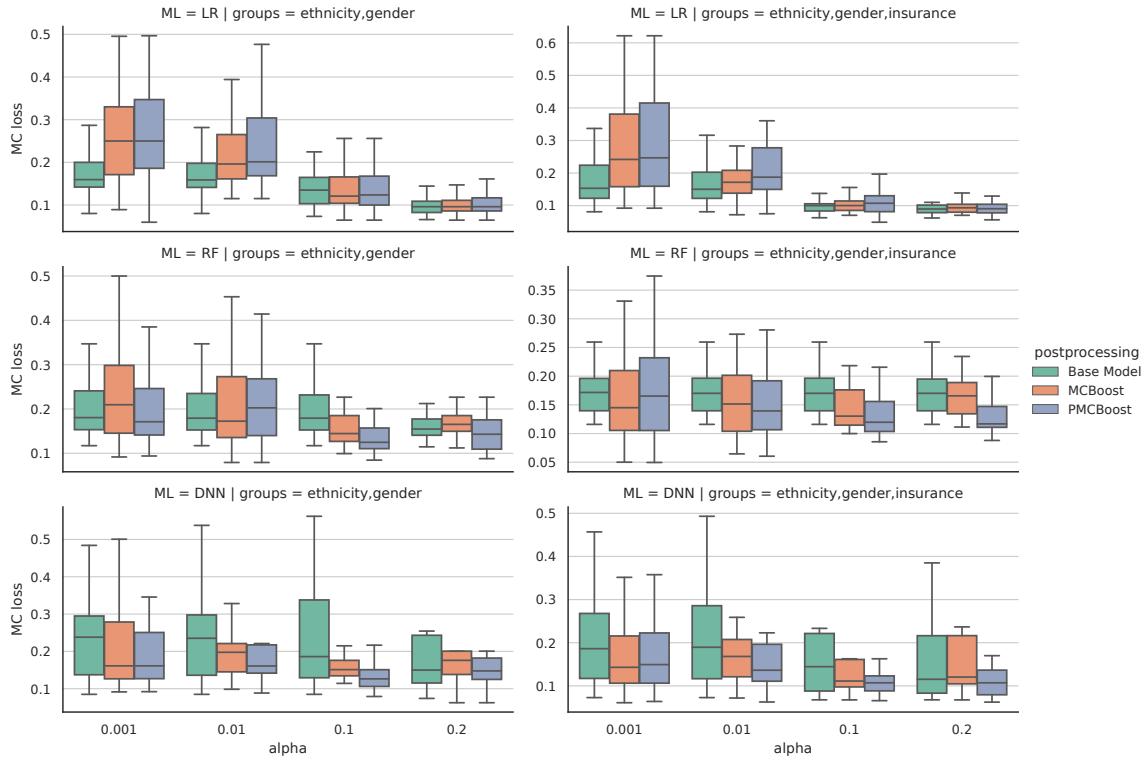 ML = LR | groups = ethnicity,gender
ML = LR | groups = ethnicity,gender,insurance
0.5
0.4
0.3
0.2
0.1
MC loss
0.6
0.5
0.4
0.3
0.2
0.1
ML = RF | groups = ethnicity,gender
ML = RF | groups = ethnicity,gender,insurance
0.5
0.4
0.3
0.2
0.1
MC loss
0.35
0.30
0.25
0.20
0.15
0.10
0.05
postprocessing
Base Model
MCBoost
PMCBoost
ML = DNN | groups = ethnicity,gender
ML = DNN | groups = ethnicity,gender,insurance
0.5
0.4
0.3
0.2
0.1
MC loss
0.5
0.4
0.3
0.2
0.1
0.001
0.01
0.1
0.2
alpha
0.001
0.01
0.1
0.2
alpha